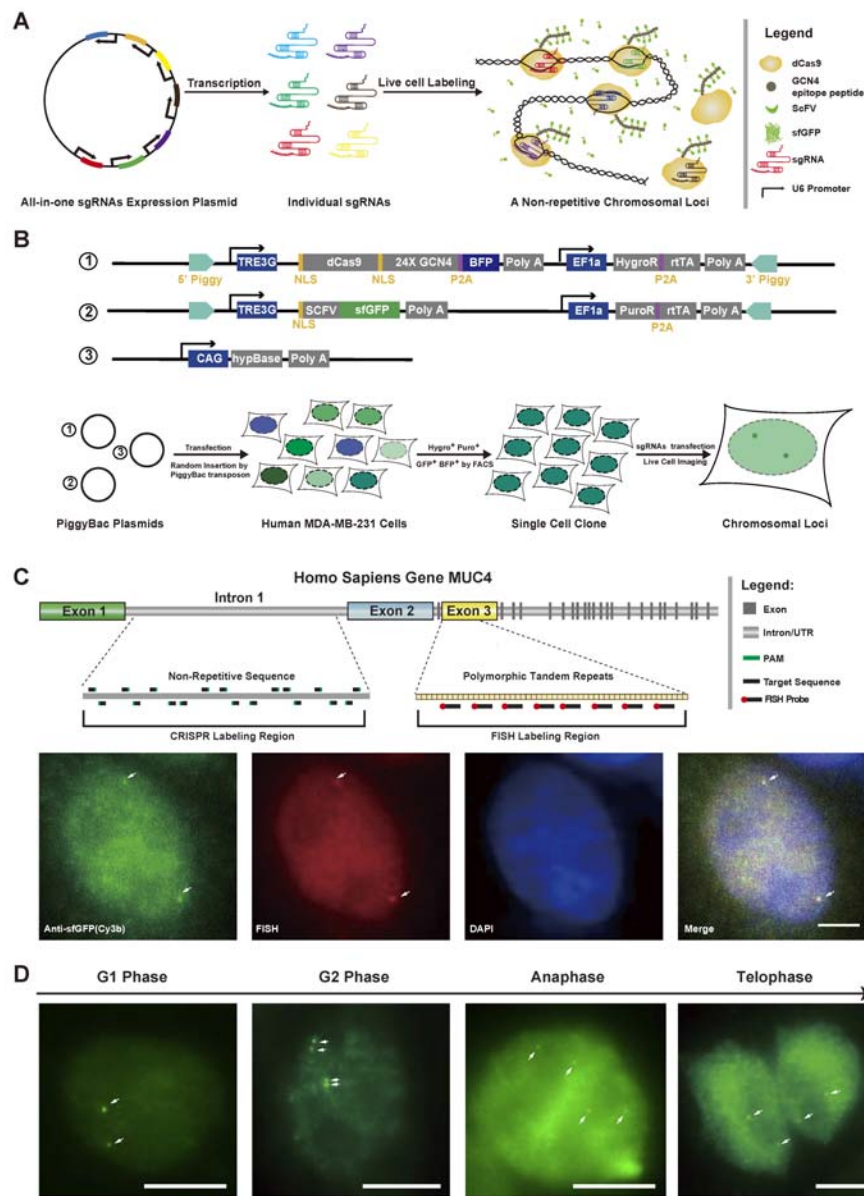 A
Transcription
Live cell Labeling
All-in-one sgRNAs Expression Plasmid
Individual sgRNAs
A Non-repetitive Chromosomal Loci
Legend
dCas9
GCN4
epitope peptide
ScFV
sfGFP
sgRNA
U6 Promoter
B
①
TRE3G
dCas9
24X GCN4
BFP
Poly A
EF1a
HygroR
rtTA
Poly A
5' Piggy
NLS
NLS
P2A
P2A
3' Piggy
②
TRE3G
SCFV
sfGFP
Poly A
EF1a
PuroR
rtTA
Poly A
NLS
P2A
③
CAG
hypBase
Poly A
①
②
③
Transfection
Random Insertion by
PiggyBac transposon
Hygro⁺ Puro⁺
GFP⁺ BFP⁺ by FACS
sgRNAs transfection
Live Cell Imaging
PiggyBac Plasmids
Human MDA-MB-231 Cells
Single Cell Clone
Chromosomal Loci
C
Homo Sapiens Gene MUC4
Exon 1
Intron 1
Exon 2
Exon 3
Non-Repetitive Sequence
Polymorphic Tandem Repeats
CRISPR Labeling Region
FISH Labeling Region
Legend:
Exon
Intron/UTR
PAM
Target Sequence
FISH Probe
Anti-sfGFP(Cy3b)
FISH
DAPI
Merge
D
G1 Phase
G2 Phase
Anaphase
Telophase